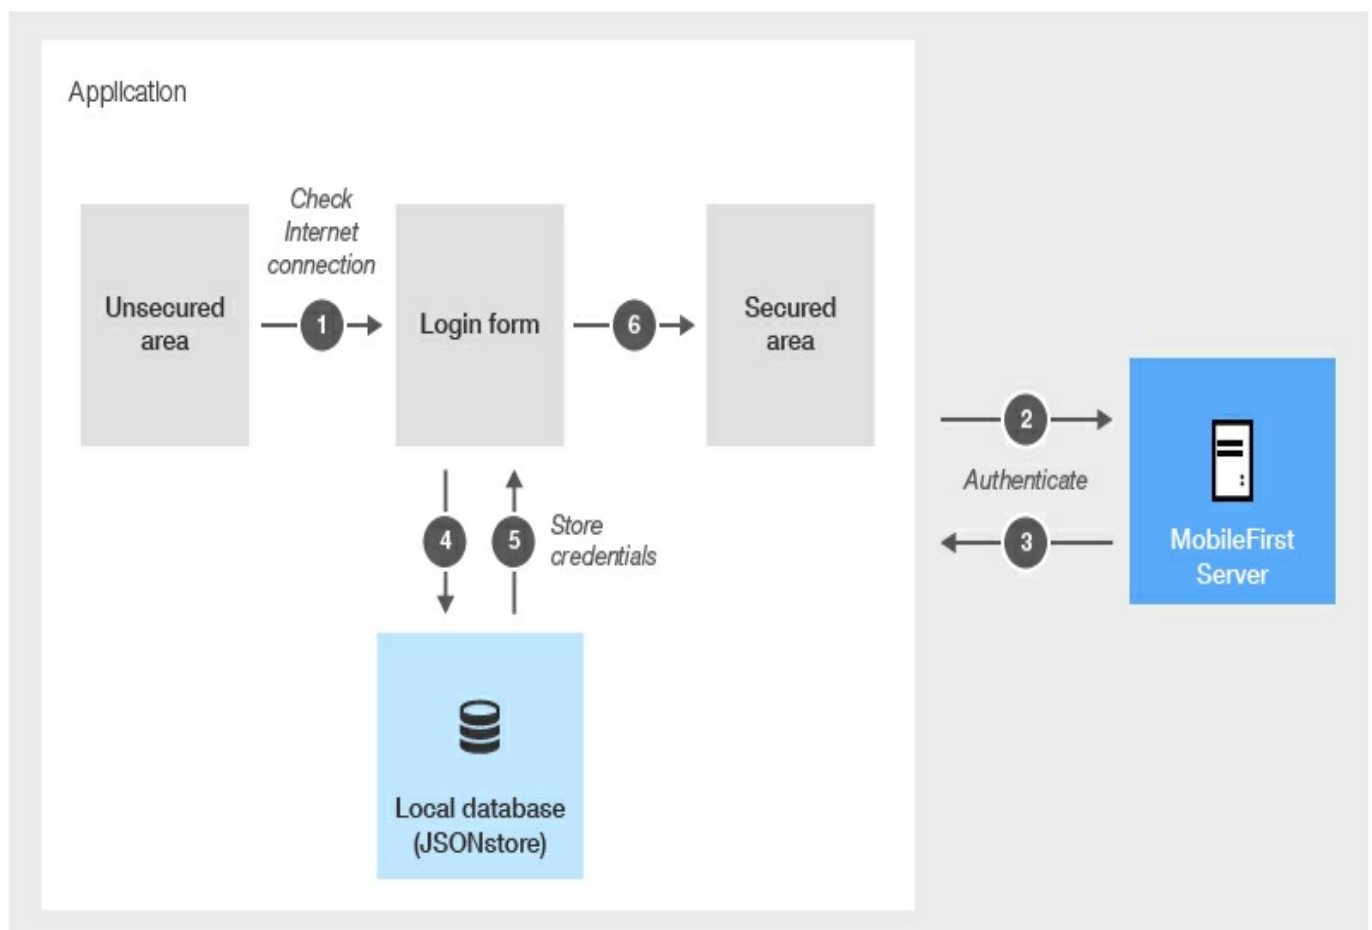 Application
Check
Internet
connection
Unsecured
area
1
Login form
6
Secured
area
2
Authenticate
3
MobileFirst
Server
4
5
Store
credentials
Local database
(JSONstore)